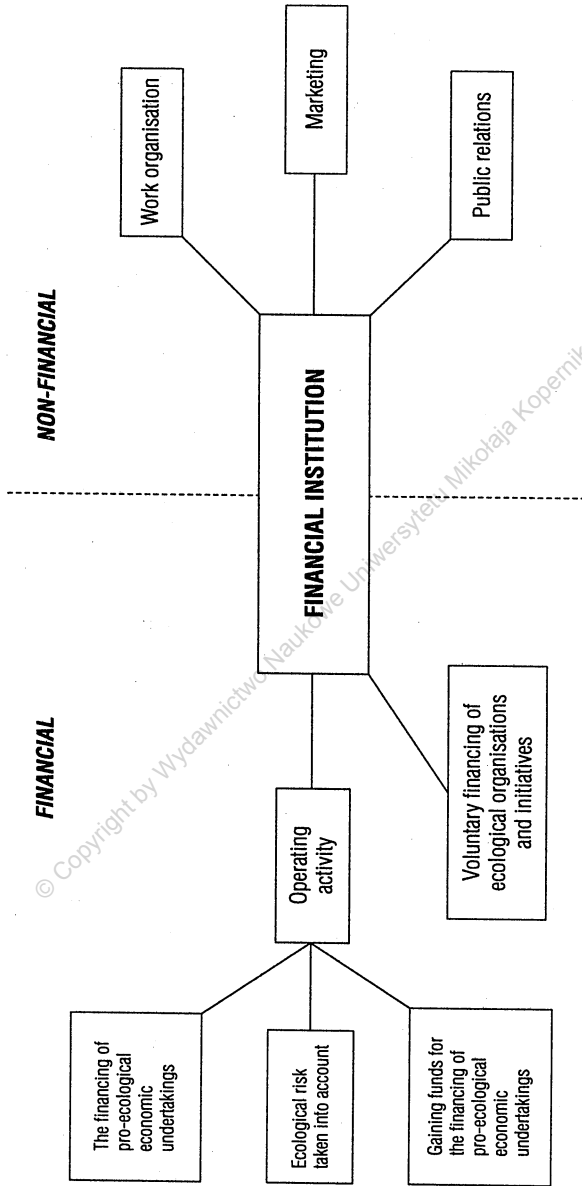 FINANCIAL
NON-FINANCIAL
The financing of
pro-ecological
economic
undertakings
Ecological risk
taken into account
Gaining funds for
the financing of
pro-ecological
economic
undertakings
Operating
activity
Voluntary financing of
ecological organisations
and initiatives
FINANCIAL INSTITUTION
Work organisation
Marketing
Public relations
© Copyright by Wydawnictwo Naukowe Uniwersytetu Mikołaja Kopernik